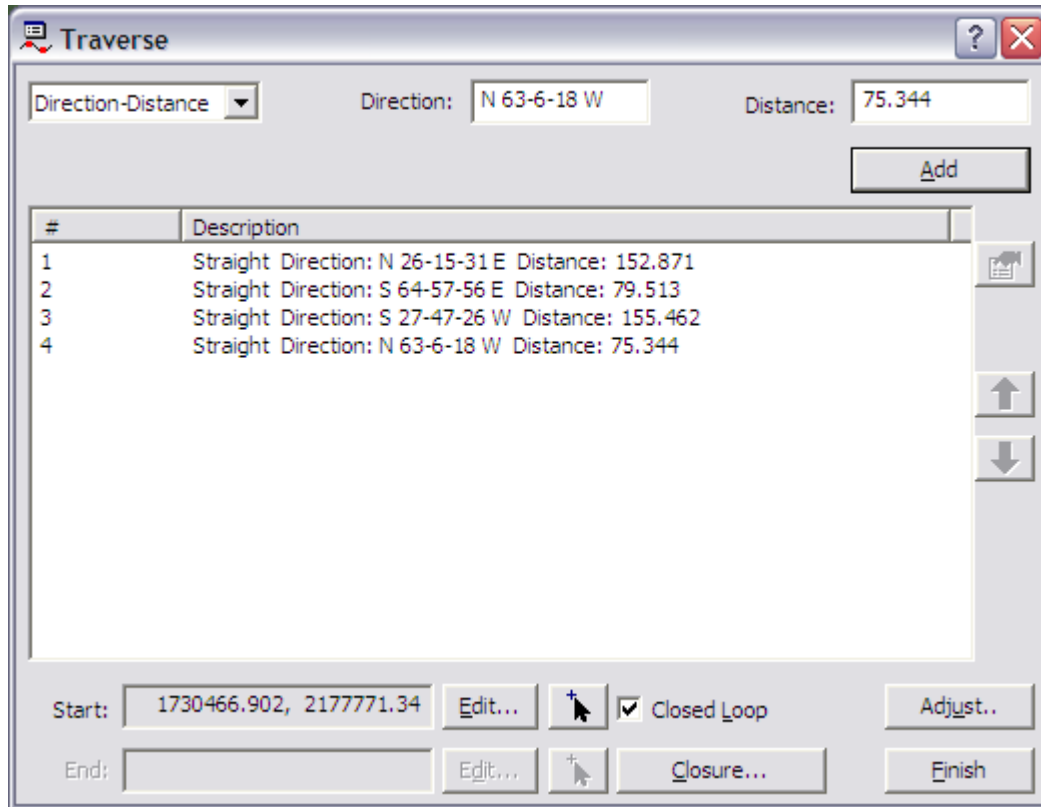 Traverse
Direction-Distance Direction: N 63-6-18 W Distance: 75.344
Add
# Description
1 Straight Direction: N 26-15-31 E Distance: 152.871
2 Straight Direction: S 64-57-56 E Distance: 79.513
3 Straight Direction: S 27-47-26 W Distance: 155.462
4 Straight Direction: N 63-6-18 W Distance: 75.344
Start: 1730466.902, 2177771.34 Edit... Closed Loop Adjust..
End: Edit... Closure... Finish